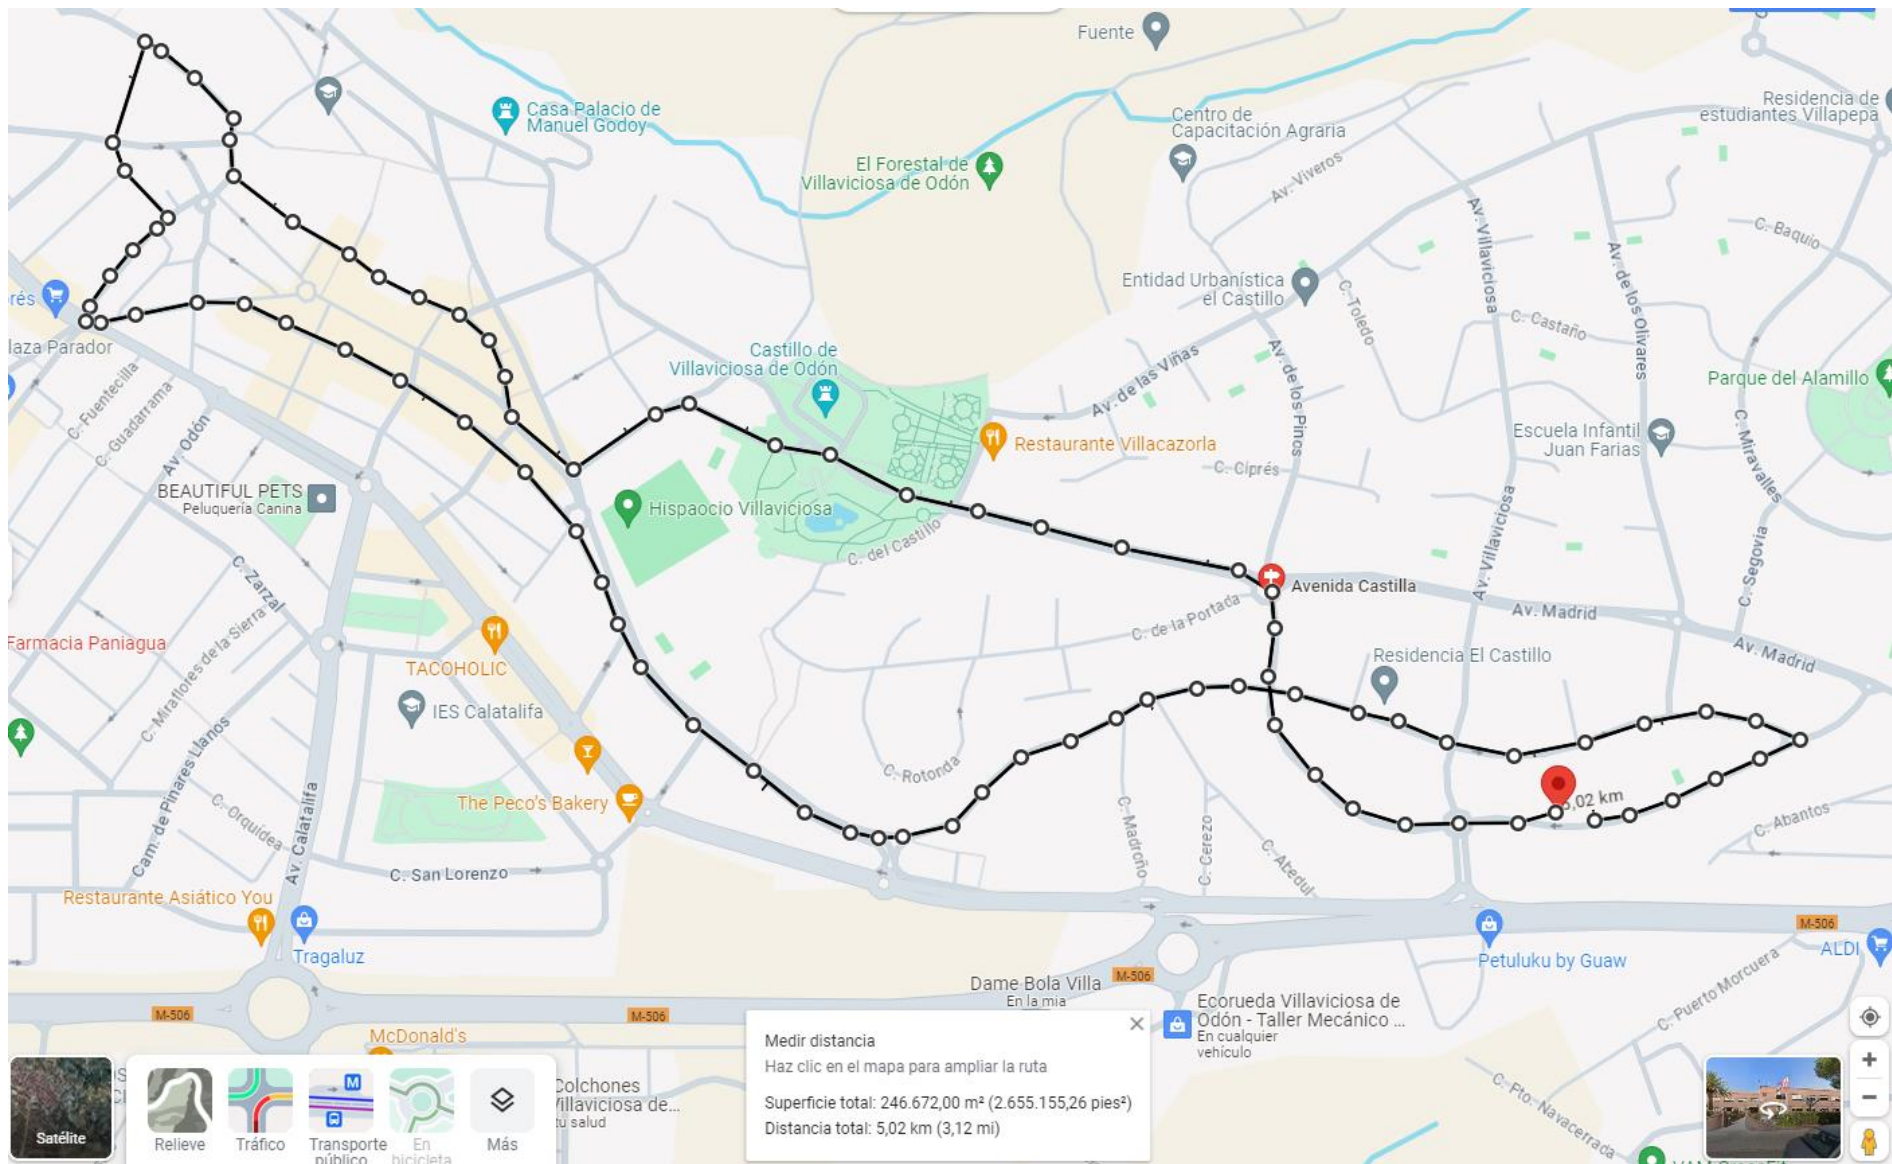 Fuente
Residencia de
estudiantes Villapepa
Casa Palacio de
Manuel Godoy
Centro de
Capacitación Agraria
El Forestal de
Villaviciosa de Odón
Av. Viveros
Av. Villaviciosa
C. Baquio
Av. de los Olivares
Entidad Urbanística
el Castillo
C. Toledo
C. Castaño
rés
laza Parador
Castillo de
Villaviciosa de Odón
Av. de las Viñas
Av. de los Pinos
Parque del Alamillo
C. Fuentecilla
C. Guadarrama
Av. Odón
Restaurante Villacazorla
Escuela Infantil
Juan Farias
C. Miravalles
C. Ciprés
BEAUTIFUL PETS
Peluquería Canina
Hispaocio Villaviciosa
C. del Castillo
Av. Villaviciosa
C. Segovia
C. Zarzal
Avenida Castilla
Av. Madrid
C. de la Portada
Farmacia Paniagua
C. Miraflores de la Sierra
TACOHOLIC
Residencia El Castillo
Av. Madrid
IES Calatalifa
Cam. de Pinares Llanos
C. Rotonda
The Peco's Bakery
5,02 km
C. Orquídea
Av. Calatalifa
C. Madroño
C. Cerezo
C. Abedul
C. Abantos
C. San Lorenzo
Restaurante Asiático You
Tragaluz
M-506
ALDI
Petuluku by Guaw
C. Puerto Morcuera
M-506
Dame Bola Villa
En la mia
M-506
M-506
Ecorueda Villaviciosa de
Odón - Taller Mecánico ...
En cualquier
vehículo
McDonald's
Medir distancia
Haz clic en el mapa para ampliar la ruta
Superficie total: 246.672,00 m² (2.655.155,26 pies²)
Distancia total: 5,02 km (3,12 mi)
Colchones
Villaviciosa de...
tu salud
C. Pto. Navacerrada
Satélite
Relieve
Tráfico
Transporte
público
En
bicicleta
Más